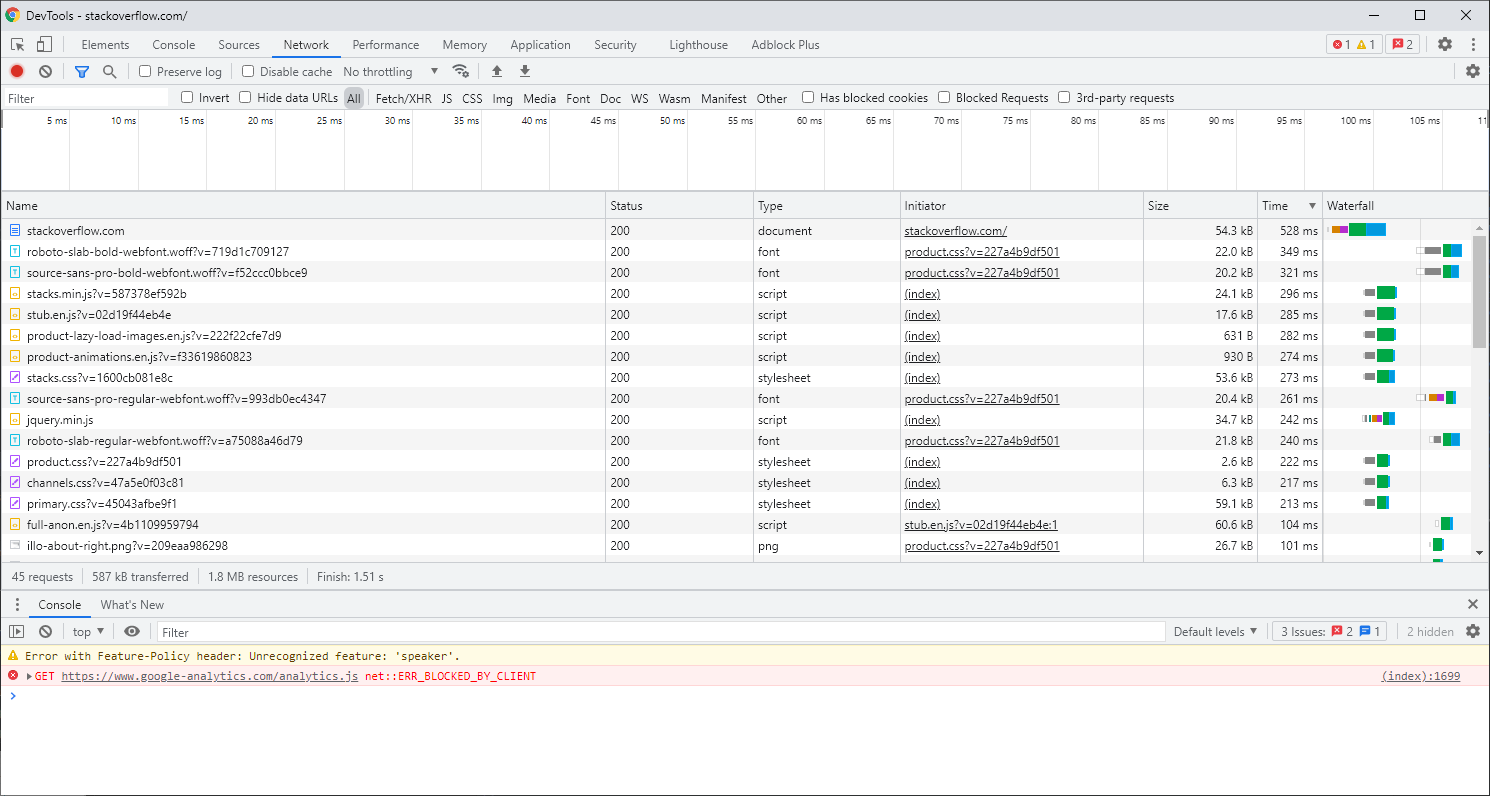 DevTools - stackoverflow.com/
Elements Console Sources Network Performance Memory Application Security Lighthouse Adblock Plus 1 1 2
Preserve log Disable cache No throttling
Filter Invert Hide data URLs All Fetch/XHR JS CSS Img Media Font Doc WS Wasm Manifest Other Has blocked cookies Blocked Requests 3rd-party requests
5 ms 10 ms 15 ms 20 ms 25 ms 30 ms 35 ms 40 ms 45 ms 50 ms 55 ms 60 ms 65 ms 70 ms 75 ms 80 ms 85 ms 90 ms 95 ms 100 ms 105 ms 11
Name Status Type Initiator Size Time Waterfall
stackoverflow.com 200 document stackoverflow.com/ 54.3 kB 528 ms
roboto-slab-bold-webfont.woff?v=719d1c709127 200 font product.css?v=227a4b9df501 22.0 kB 349 ms
source-sans-pro-bold-webfont.woff?v=f52ccc0bbce9 200 font product.css?v=227a4b9df501 20.2 kB 321 ms
stacks.min.js?v=587378ef592b 200 script (index) 24.1 kB 296 ms
stub.en.js?v=02d19f44eb4e 200 script (index) 17.6 kB 285 ms
product-lazy-load-images.en.js?v=222f22cfe7d9 200 script (index) 631 B 282 ms
product-animations.en.js?v=f33619860823 200 script (index) 930 B 274 ms
stacks.css?v=1600cb081e8c 200 stylesheet (index) 53.6 kB 273 ms
source-sans-pro-regular-webfont.woff?v=993db0ec4347 200 font product.css?v=227a4b9df501 20.4 kB 261 ms
jquery.min.js 200 script (index) 34.7 kB 242 ms
roboto-slab-regular-webfont.woff?v=a75088a46d79 200 font product.css?v=227a4b9df501 21.8 kB 240 ms
product.css?v=227a4b9df501 200 stylesheet (index) 2.6 kB 222 ms
channels.css?v=47a5e0f03c81 200 stylesheet (index) 6.3 kB 217 ms
primary.css?v=45043afbe9f1 200 stylesheet (index) 59.1 kB 213 ms
full-anon.en.js?v=4b1109959794 200 script stub.en.js?v=02d19f44eb4e:1 60.6 kB 104 ms
illo-about-right.png?v=209eaa986298 200 png product.css?v=227a4b9df501 26.7 kB 101 ms
45 requests 587 kB transferred 1.8 MB resources Finish: 1.51 s
Console What's New
top Filter Default levels 3 Issues: 2 1 2 hidden
Error with Feature-Policy header: Unrecognized feature: 'speaker'.
GET https://www.google-analytics.com/analytics.js net::ERR_BLOCKED_BY_CLIENT (index):1699